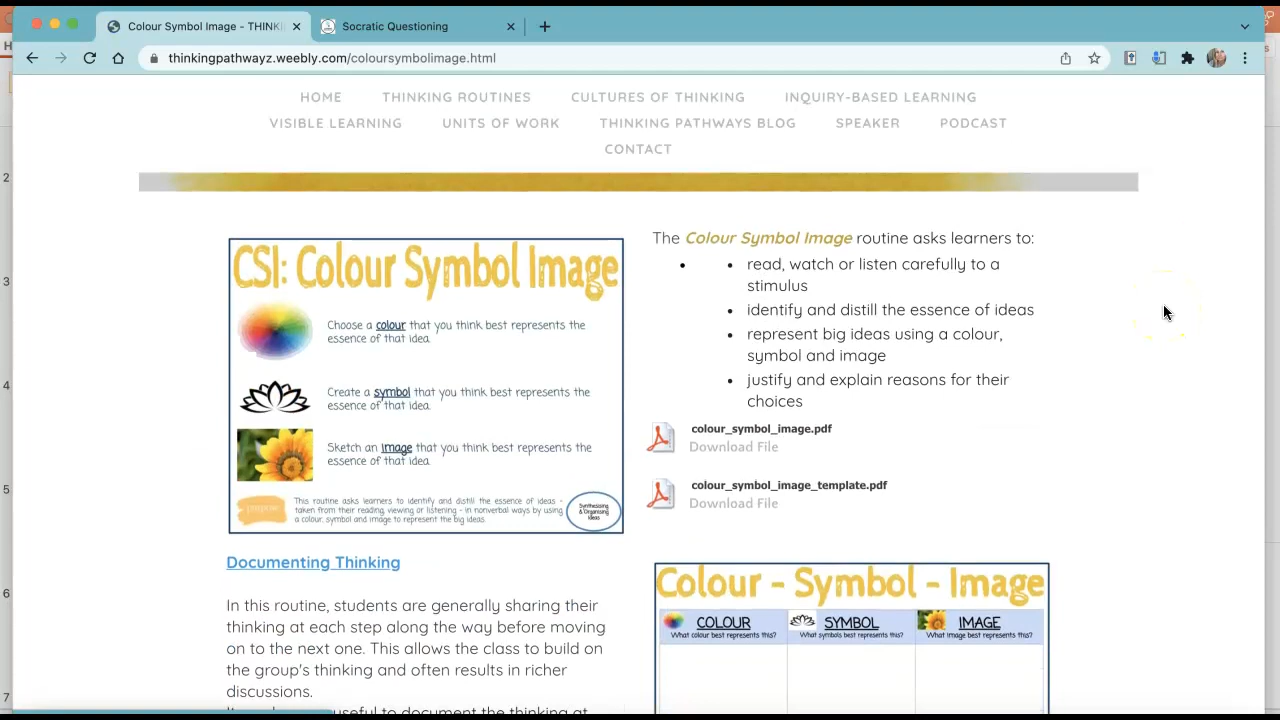 Colour Symbol Image - THINKI
Socratic Questioning
thinkingpathwayz.weebly.com/coloursymbolimage.html
HOME THINKING ROUTINES CULTURES OF THINKING INQUIRY-BASED LEARNING
VISIBLE LEARNING UNITS OF WORK THINKING PATHWAYS BLOG SPEAKER PODCAST
CONTACT
2
3
4
5
6
7
CSI: Colour Symbol Image
Choose a colour that you think best represents the
essence of that idea.
Create a symbol that you think best represents the
essence of that idea.
Sketch an image that you think best represents the
essence of that idea.
purpose
This routine asks learners to identify and distill the essence of ideas -
taken from their reading, viewing or listening - in nonverbal ways by using
a colour, symbol and image to represent the big ideas.
Synthesising
& Organising
Ideas
The Colour Symbol Image routine asks learners to:
read, watch or listen carefully to a
stimulus
identify and distill the essence of ideas
represent big ideas using a colour,
symbol and image
justify and explain reasons for their
choices
colour_symbol_image.pdf
Download File
colour_symbol_image_template.pdf
Download File
Documenting Thinking
In this routine, students are generally sharing their
thinking at each step along the way before moving
on to the next one. This allows the class to build on
the group's thinking and often results in richer
discussions.
useful to document the thinking at
Colour - Symbol - Image
COLOUR SYMBOL IMAGE
What colour best represents this? What symbols best represents this? What image best represents this?